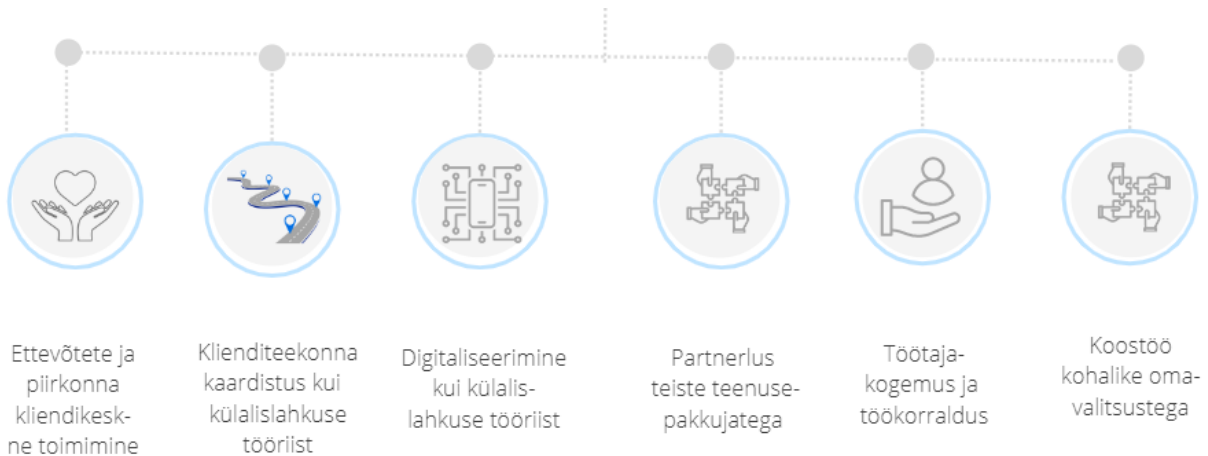 Ettevõtete ja
piirkonna
kliendikesk-
ne toimimine
Klienditeekonna
kaardistus kui
külalislahkuse
tööriist
Digitaliseerimine
kui külalis-
lahkuse tööriist
Partnerlus
teiste teenuse-
pakkujatega
Töötaja-
kogemus ja
töökorraldus
Koostöö
kohalike oma-
valitsustega